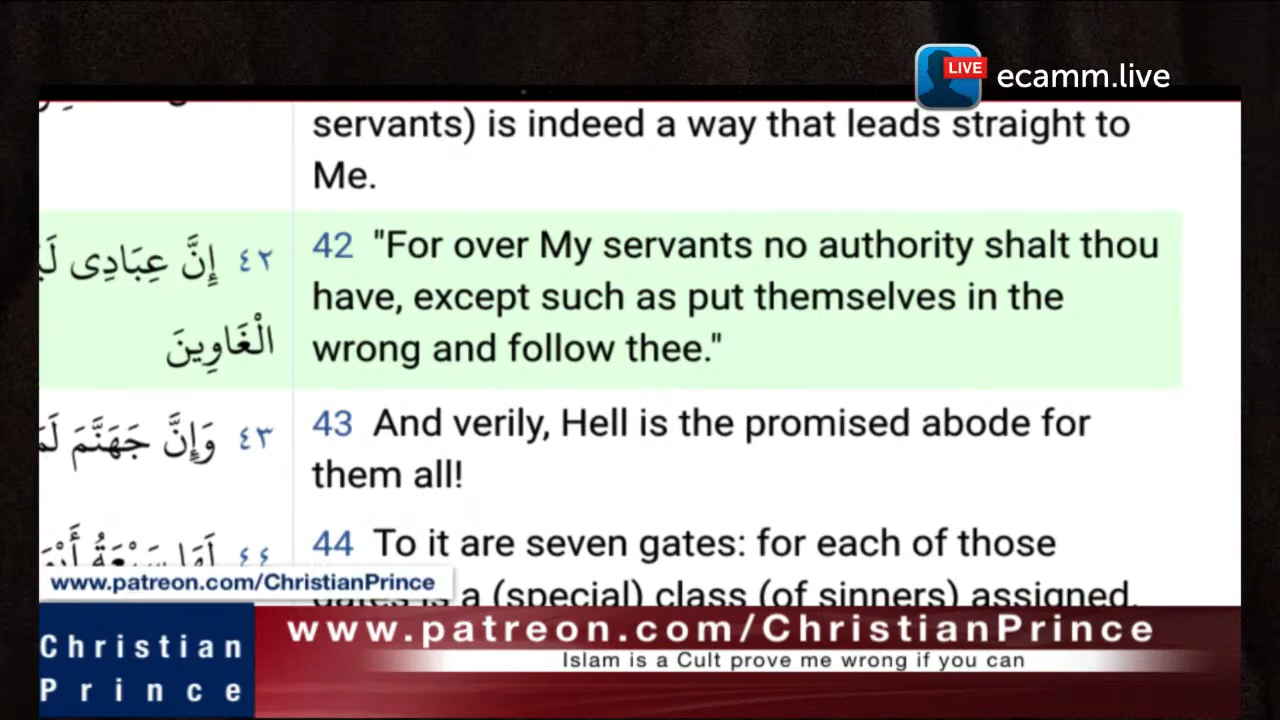 LIVE ecamm.live
servants) is indeed a way that leads straight to
Me.
42 "For over My servants no authority shalt thou
have, except such as put themselves in the
wrong and follow thee."
٤٢ إِنَّ عِبَادِى
الْغَاوِينَ
43 And verily, Hell is the promised abode for
them all!
٤٣ وَإِنَّ جَهَنَّمَ
44 To it are seven gates: for each of those
gates is a (special) class (of sinners) assigned.
٤٤ لَهَا سَبْعَةُ
www.patreon.com/ChristianPrince
Christian
Prince
www.patreon.com/ChristianPrince
Islam is a Cult prove me wrong if you can